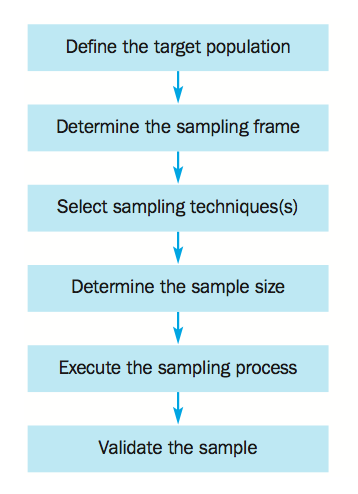 Define the target population
Determine the sampling frame
Select sampling techniques(s)
Determine the sample size
Execute the sampling process
Validate the sample